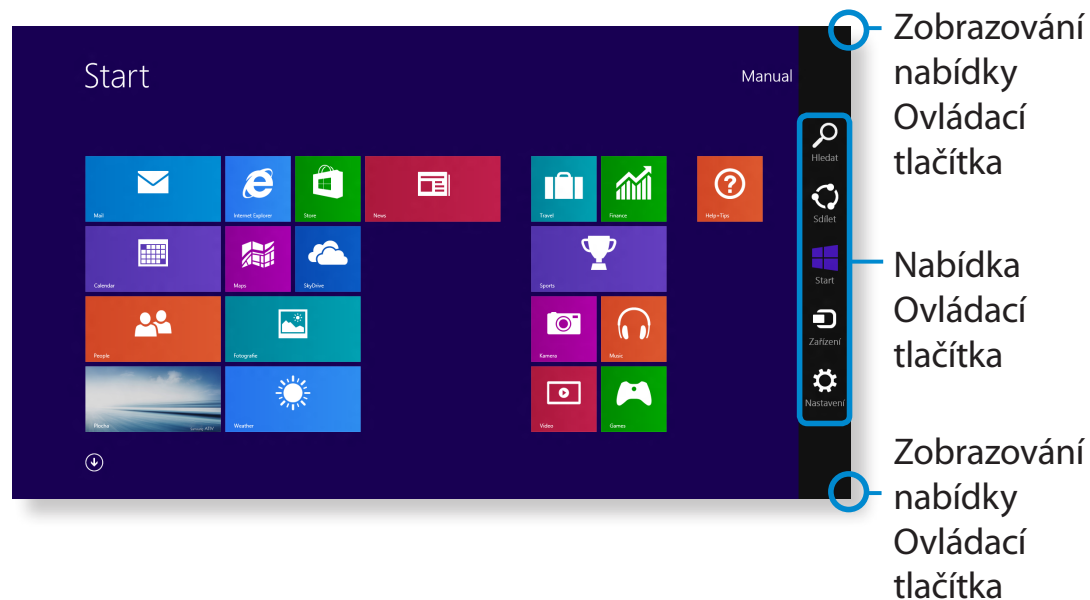 Start
Manual
Mail
Internet Explorer
Store
News
Travel
Finance
Help+Tips
Calendar
Maps
SkyDrive
Sports
People
Fotografie
Kamera
Music
Plocha
Weather
Video
Games
Hledat
Sdílet
Start
Zařízení
Nastavení
Zobrazování
nabídky
Ovládací
tlačítka
Nabídka
Ovládací
tlačítka
Zobrazování
nabídky
Ovládací
tlačítka